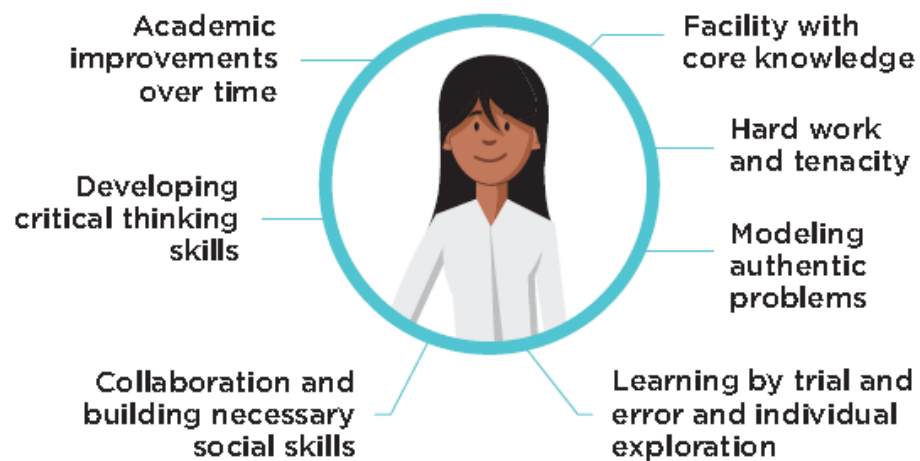 Academic
improvements
over time
Facility with
core knowledge
Hard work
and tenacity
Developing
critical thinking
skills
Modeling
authentic
problems
Collaboration and
building necessary
social skills
Learning by trial and
error and individual
exploration